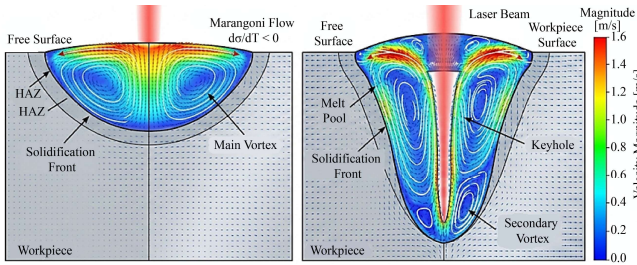 Free Surface
Marangoni Flow
dσ/dT < 0
HAZ
HAZ
Solidification
Front
Main Vortex
Workpiece
Free
Surface
Laser Beam
Workpiece
Surface
Melt
Pool
Solidification
Front
Keyhole
Secondary
Vortex
Workpiece
Magnitude
[m/s]
1.6
1.4
1.2
1.0
0.8
0.6
0.4
0.2
0.0